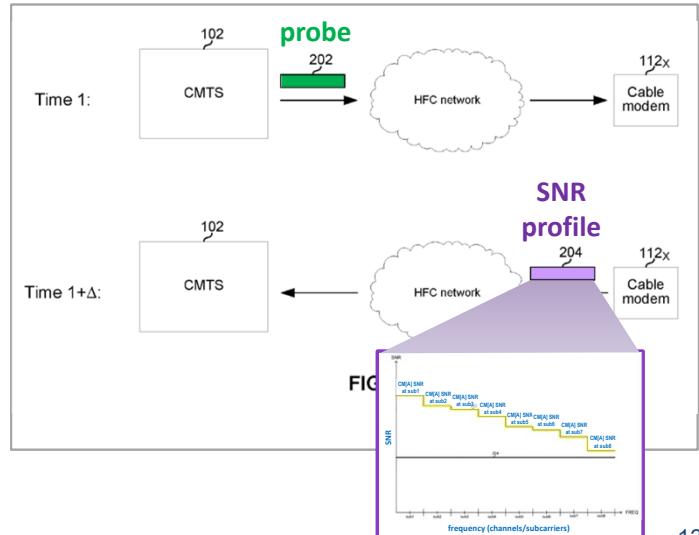 probe
102
202
112x
Time 1:
CMTS
HFC network
Cable
modem
SNR
profile
102
204
112x
Time 1+Δ:
CMTS
HFC network
Cable
modem
FIG
SNR
CM[A] SNR
at sub1
CM[A] SNR
at sub2
CM[A] SNR
at sub3
CM[A] SNR
at sub4
CM[A] SNR
at sub5
CM[A] SNR
at sub6
CM[A] SNR
at sub7
CM[A] SNR
at sub8
SNR
FREQ
frequency (channels/subcarriers)